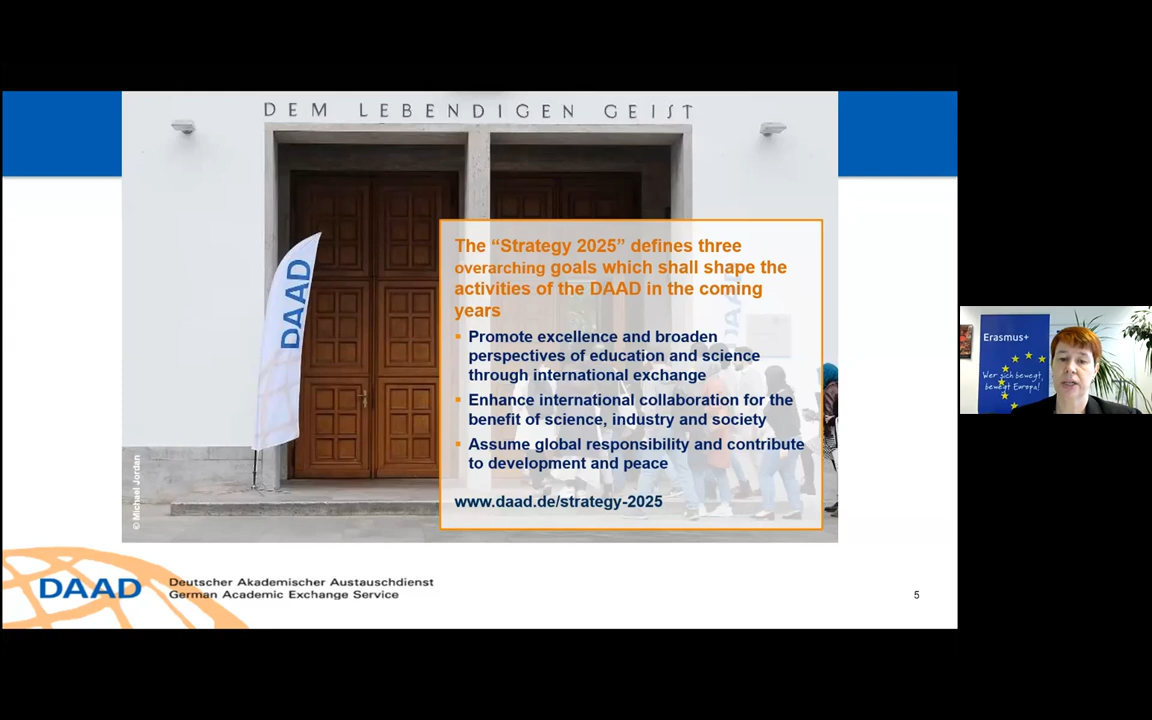 DEM LEBENDIGEN GEIST
DAAD
The “Strategy 2025” defines three
overarching goals which shall shape the
activities of the DAAD in the coming
years
Promote excellence and broaden
perspectives of education and science
through international exchange
Enhance international collaboration for the
benefit of science, industry and society
Assume global responsibility and contribute
to development and peace
www.daad.de/strategy-2025
© Michael Jordan
DAAD
Deutscher Akademischer Austauschdienst
German Academic Exchange Service
5
Erasmus+
Wer sich bewegt,
bewegt Europa!